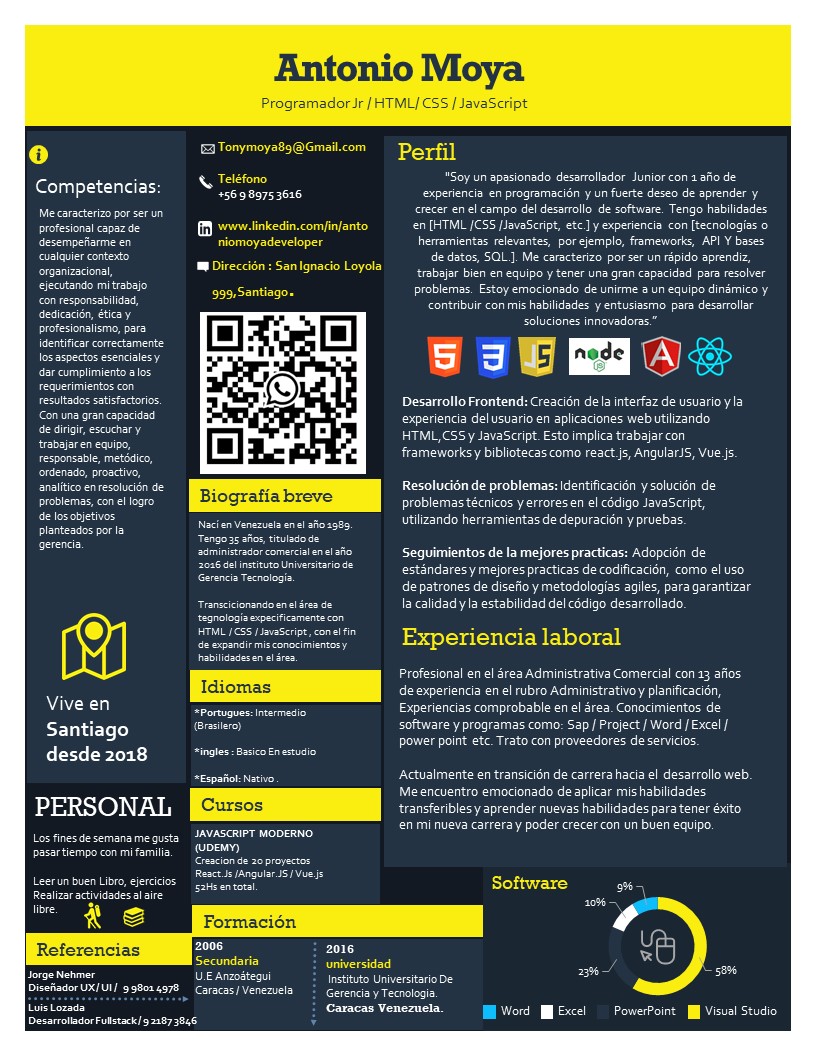 Antonio Moya
Programador Jr / HTML/ CSS / JavaScript
Competencias:
Me caracterizo por ser un
profesional capaz de
desempeñarme en
cualquier contexto
organizacional,
ejecutando mi trabajo
con responsabilidad,
dedicación, ética y
profesionalismo, para
identificar correctamente
los aspectos esenciales y
dar cumplimiento a los
requerimientos con
resultados satisfactorios.
Con una gran capacidad
de dirigir, escuchar y
trabajar en equipo,
responsable, metódico,
ordenado, proactivo,
analítico en resolución de
problemas, con el logro
de los objetivos
planteados por la
gerencia.
Vive en
Santiago
desde 2018
PERSONAL
Los fines de semana me gusta
pasar tiempo con mi familia.
Leer un buen Libro, ejercicios
Realizar actividades al aire
libre.
Referencias
Jorge Nehmer
Diseñador UX/ UI / 9 9801 4978
Luis Lozada
Desarrollador Fullstack / 9 2187 3846
Tonymoya89@Gmail.com
Teléfono
+56 9 8975 3616
www.linkedin.com/in/anto
niomoyadeveloper
Dirección : San Ignacio Loyola
999,Santiago.
Biografía breve
Nací en Venezuela en el año 1989.
Tengo 35 años, titulado de
administrador comercial en el año
2016 del instituto Universitario de
Gerencia Tecnología.
Transicionando en el área de
tegnología expecificamente con
HTML / CSS / JavaScript , con el fin
de expandir mis conocimientos y
habilidades en el área.
Idiomas
*Portugues: Intermedio
(Brasilero)
*ingles : Basico En estudio
*Español: Nativo .
Cursos
JAVASCRIPT MODERNO
(UDEMY)
Creacion de 20 proyectos
React.Js /Angular.JS / Vue.js
52Hs en total.
Formación
2006
Secundaria
U.E Anzoátegui
Caracas / Venezuela
2016
universidad
Instituto Universitario De
Gerencia y Tecnologia.
Caracas Venezuela.
Perfil
"Soy un apasionado desarrollador Junior con 1 año de
experiencia en programación y un fuerte deseo de aprender y
crecer en el campo del desarrollo de software. Tengo habilidades
en [HTML /CSS /JavaScript, etc.] y experiencia con [tecnologías o
herramientas relevantes, por ejemplo, frameworks, API Y bases
de datos, SQL.]. Me caracterizo por ser un rápido aprendiz,
trabajar bien en equipo y tener una gran capacidad para resolver
problemas. Estoy emocionado de unirme a un equipo dinámico y
contribuir con mis habilidades y entusiasmo para desarrollar
soluciones innovadoras.”
5 3 JS node JS A
Desarrollo Frontend: Creación de la interfaz de usuario y la
experiencia del usuario en aplicaciones web utilizando
HTML,CSS y JavaScript. Esto implica trabajar con
frameworks y bibliotecas como react.js, AngularJS, Vue.js.
Resolución de problemas: Identificación y solución de
problemas técnicos y errores en el código JavaScript,
utilizando herramientas de depuración y pruebas.
Seguimientos de la mejores practicas: Adopción de
estándares y mejores practicas de codificación, como el uso
de patrones de diseño y metodologías agiles, para garantizar
la calidad y la estabilidad del código desarrollado.
Experiencia laboral
Profesional en el área Administrativa Comercial con 13 años
de experiencia en el rubro Administrativo y planificación,
Experiencias comprobable en el área. Conocimientos de
software y programas como: Sap / Project / Word / Excel /
power point etc. Trato con proveedores de servicios.
Actualmente en transición de carrera hacia el desarrollo web.
Me encuentro emocionado de aplicar mis habilidades
transferibles y aprender nuevas habilidades para tener éxito
en mi nueva carrera y poder crecer con un buen equipo.
Software
9%
10%
23%
58%
Word Excel PowerPoint Visual Studio